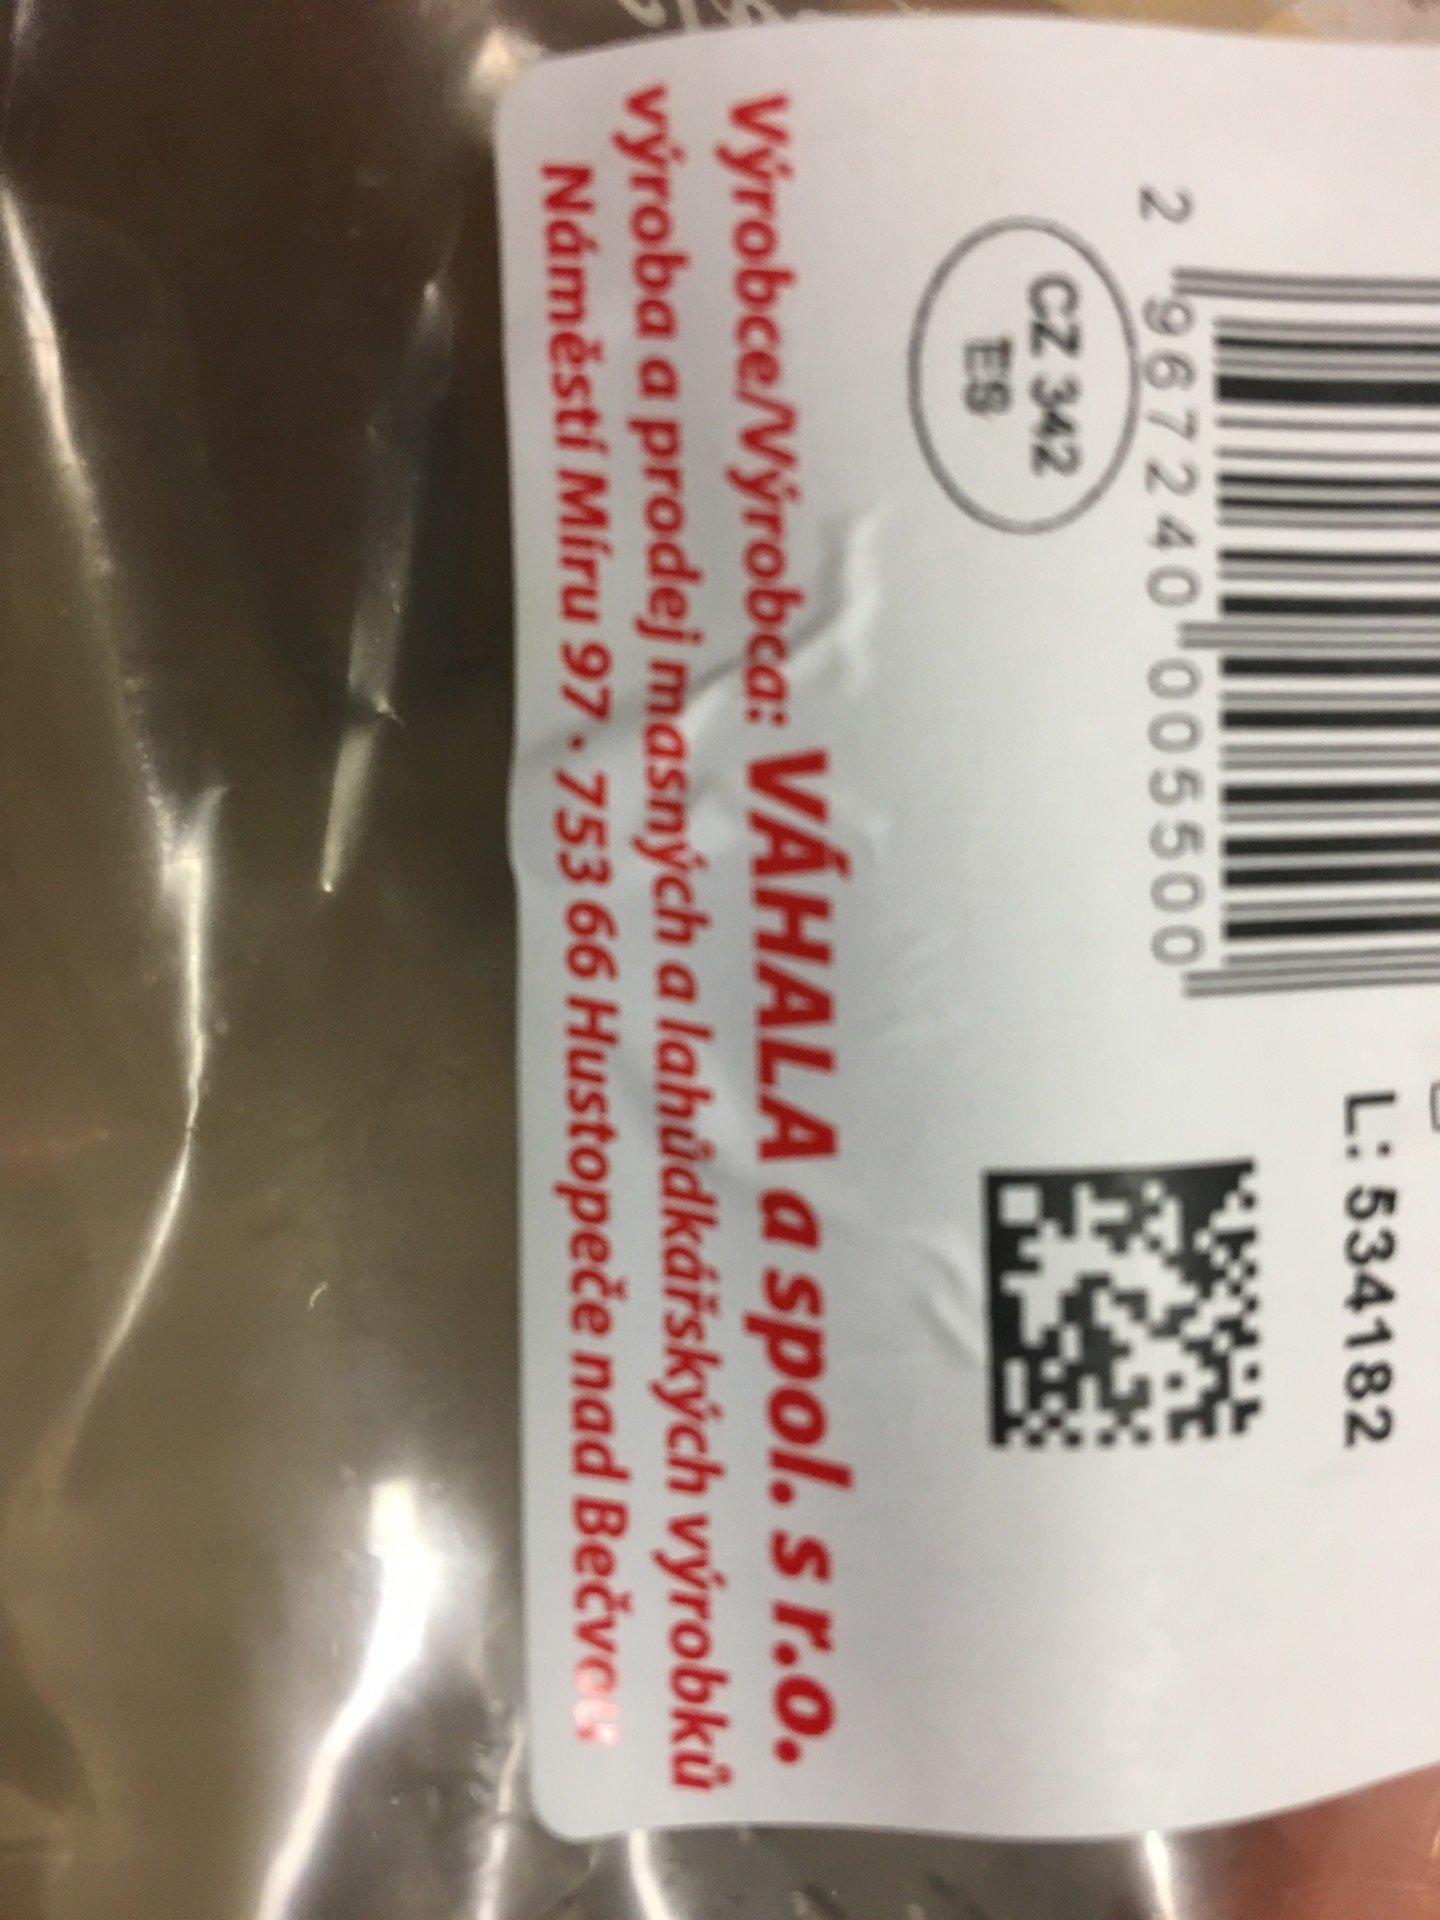 2 967240 005500
L: 534182
CZ 342
ES
Výrobce/Výrobca: VÁHALA a spol. s r.o.
výroba a prodej masných a lahůdkářských výrobků
Náměstí Míru 97 · 753 66 Hustopeče nad Bečvou